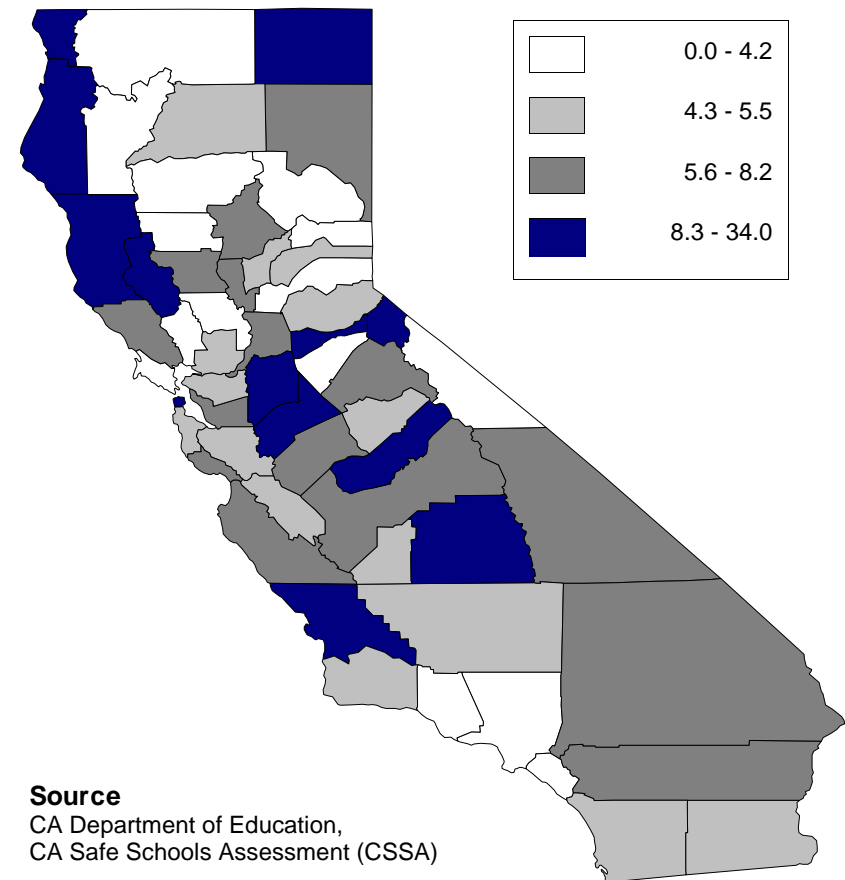 0.0 - 4.2
4.3 - 5.5
5.6 - 8.2
8.3 - 34.0
Source
CA Department of Education,
CA Safe Schools Assessment (CSSA)